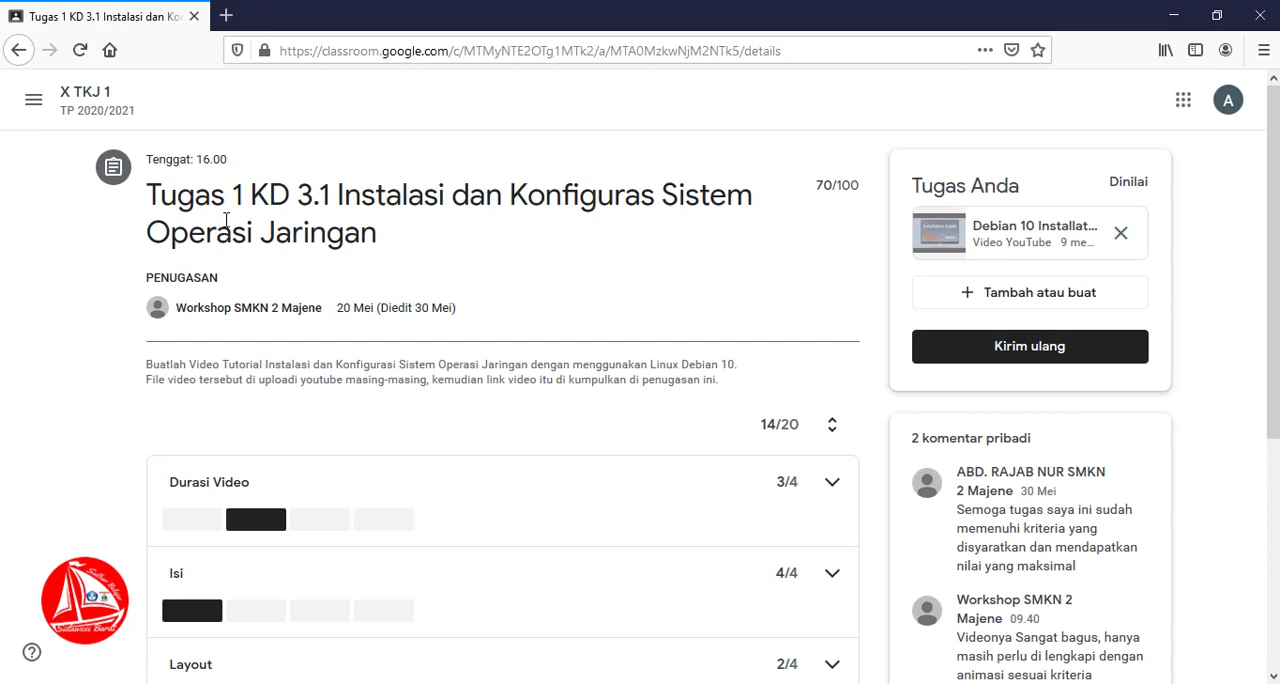 Tugas 1 KD 3.1 Instalasi dan Ko
https://classroom.google.com/c/MTMyNTE2OTg1MTk2/a/MTA0MzkwNjM2NTk5/details
X TKJ 1
TP 2020/2021
A
Tenggat: 16.00
Tugas 1 KD 3.1 Instalasi dan Konfiguras Sistem
Operasi Jaringan
70/100
PENUGASAN
Workshop SMKN 2 Majene 20 Mei (Diedit 30 Mei)
Buatlah Video Tutorial Instalasi dan Konfigurasi Sistem Operasi Jaringan dengan menggunakan Linux Debian 10.
File video tersebut di uploadi youtube masing-masing, kemudian link video itu di kumpulkan di penugasan ini.
14/20
Durasi Video 3/4
Isi 4/4
Layout 2/4
Sulawesi Barat
Tugas Anda Dinilai
Debian 10 Installat...
Video YouTube 9 me...
+ Tambah atau buat
Kirim ulang
2 komentar pribadi
ABD. RAJAB NUR SMKN
2 Majene 30 Mei
Semoga tugas saya ini sudah
memenuhi kriteria yang
disyaratkan dan mendapatkan
nilai yang maksimal
Workshop SMKN 2
Majene 09.40
Videonya Sangat bagus, hanya
masih perlu di lengkapi dengan
animasi sesuai kriteria